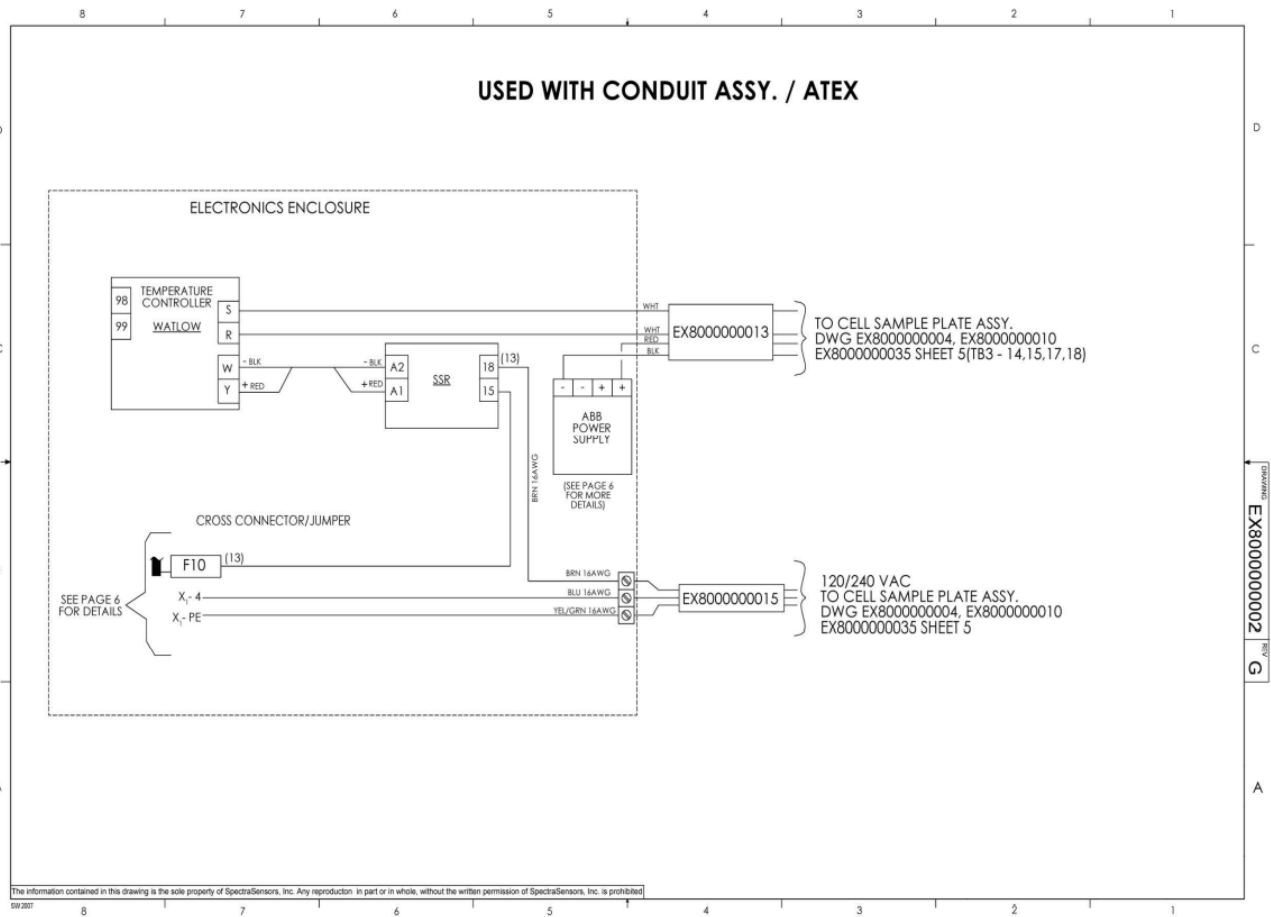 8 7 6 5 4 3 2 1
USED WITH CONDUIT ASSY. / ATEX
D
ELECTRONICS ENCLOSURE
98
99
TEMPERATURE
CONTROLLER
WATLOW
S
R
W
Y
- BLK
+ RED
- BLK
+RED
A2
A1
SSR
18
15
(13)
WHT
WHT
RED
BLK
EX8000000013
TO CELL SAMPLE PLATE ASSY.
DWG EX8000000004, EX8000000010
EX8000000035 SHEET 5(TB3 - 14,15,17,18)
C
C
- - + +
ABB
POWER
SUPPLY
(SEE PAGE 6
FOR MORE
DETAILS)
BRN 16AWG
CROSS CONNECTOR/JUMPER
F10
(13)
SEE PAGE 6
FOR DETAILS
X1- 4
X1- PE
BRN 16AWG
BLU 16AWG
YEL/GRN 16AWG
EX8000000015
120/240 VAC
TO CELL SAMPLE PLATE ASSY.
DWG EX8000000004, EX8000000010
EX8000000035 SHEET 5
DRAWING
EX8000000002
REV
G
A
The information contained in this drawing is the sole property of SpectraSensors, Inc. Any reproducton in part or in whole, without the written permission of SpectraSensors, Inc. is prohibited
SW 2007
8 7 6 5 4 3 2 1